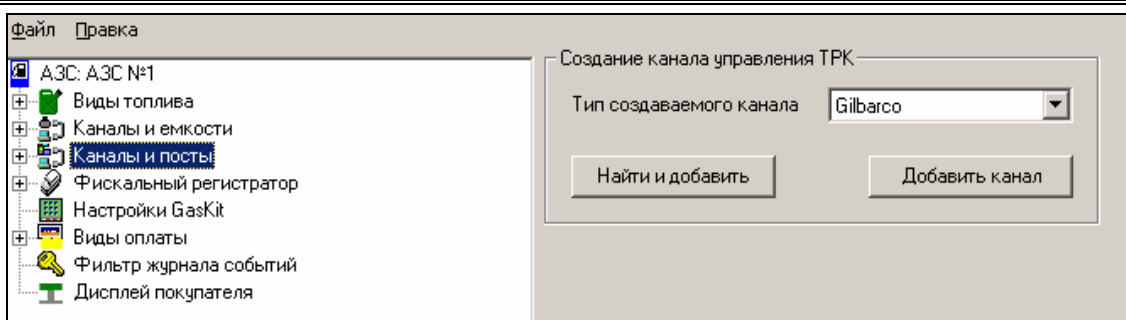 Файл Правка
АЗС: АЗС №1
Виды топлива
Каналы и емкости
Каналы и посты
Фискальный регистратор
Настройки GasKit
Виды оплаты
Фильтр журнала событий
Дисплей покупателя
Создание канала управления ТРК
Тип создаваемого канала Gilbarco
Найти и добавить Добавить канал